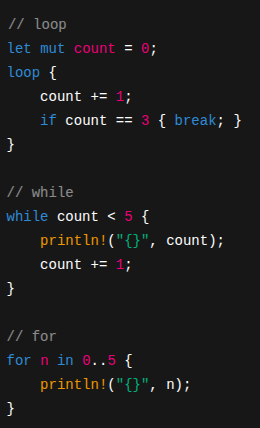 // loop
let mut count = 0;
loop {
    count += 1;
    if count == 3 { break; }
}

// while
while count < 5 {
    println!("{}", count);
    count += 1;
}

// for
for n in 0..5 {
    println!("{}", n);
}